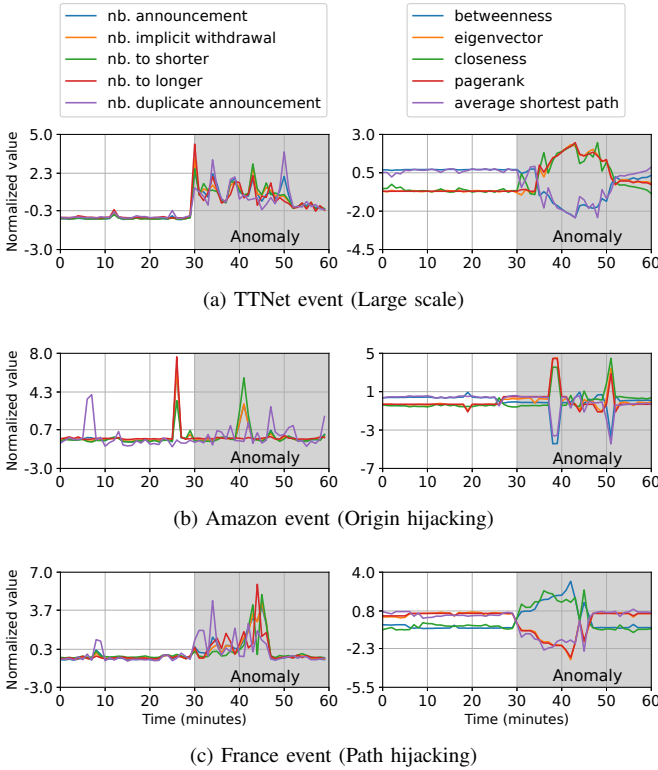 nb. announcement
nb. implicit withdrawal
nb. to shorter
nb. to longer
nb. duplicate announcement
betweenness
eigenvector
closeness
pagerank
average shortest path
Normalized value
5.0
2.3
-0.3
-3.0
Anomaly
0 10 20 30 40 50 60
3.0
0.5
-2.0
-4.5
Anomaly
0 10 20 30 40 50 60
(a) TTNet event (Large scale)
Normalized value
8.0
4.3
0.7
-3.0
Anomaly
0 10 20 30 40 50 60
5
1
-3
-7
Anomaly
0 10 20 30 40 50 60
(b) Amazon event (Origin hijacking)
Normalized value
7.0
3.7
0.3
-3.0
Anomaly
0 10 20 30 40 50 60
Time (minutes)
4.0
0.8
-2.3
-5.5
Anomaly
0 10 20 30 40 50 60
Time (minutes)
(c) France event (Path hijacking)